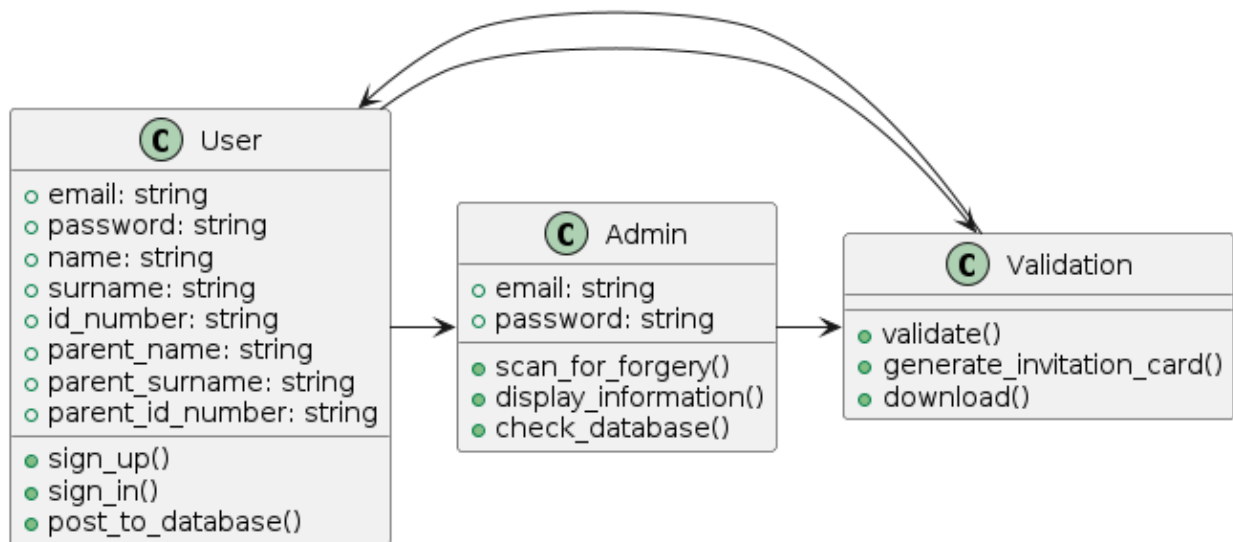 C User
email: string
password: string
name: string
surname: string
id_number: string
parent_name: string
parent_surname: string
parent_id_number: string
sign_up()
sign_in()
post_to_database()
C Admin
email: string
password: string
scan_for_forgery()
display_information()
check_database()
C Validation
validate()
generate_invitation_card()
download()